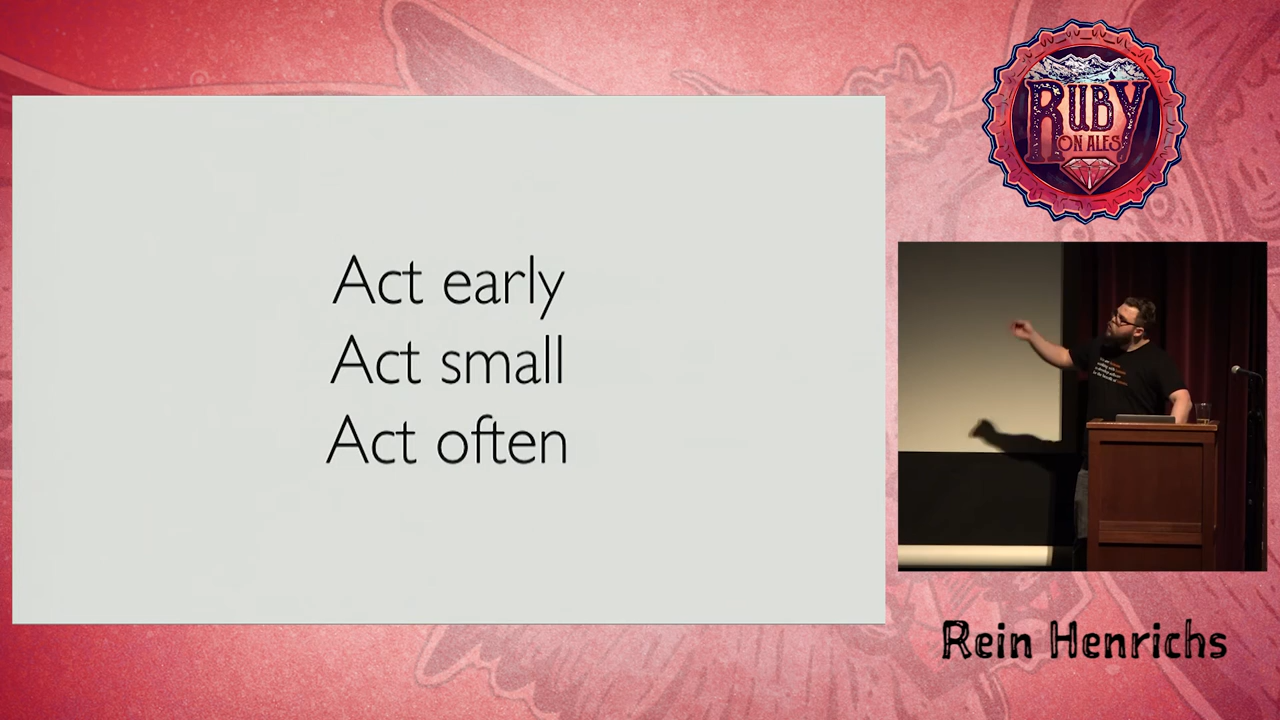 Act early
Act small
Act often
RUBY
ON ALES
Rein Henrichs